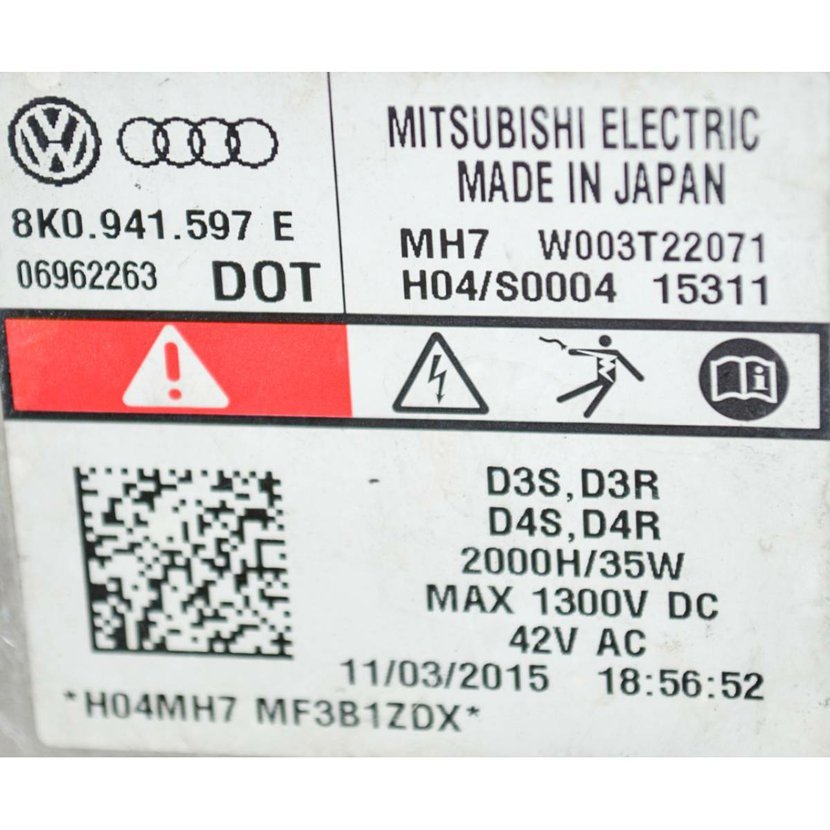 8K0.941.597 E
06962263 DOT
MITSUBISHI ELECTRIC
MADE IN JAPAN
MH7 W003T22071
H04/S0004 15311
D3S,D3R
D4S,D4R
2000H/35W
MAX 1300V DC
42V AC
11/03/2015 18:56:52
*H04MH7 MF3B1ZDX*